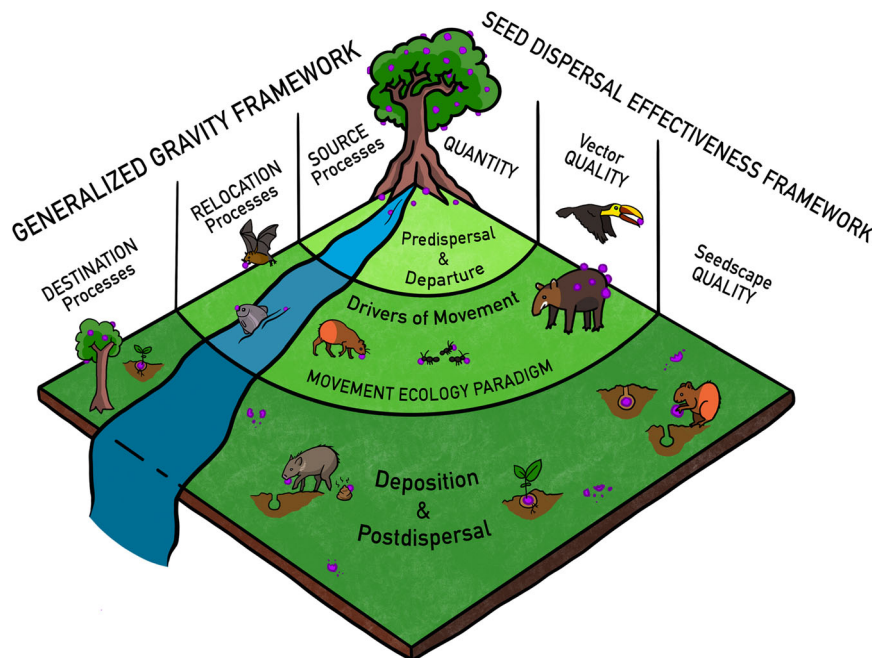 GENERALIZED GRAVITY FRAMEWORK
SEED DISPERSAL EFFECTIVENESS FRAMEWORK
DESTINATION
Processes
RELOCATION
Processes
SOURCE
Processes
QUANTITY
Vector
QUALITY
Seedscape
QUALITY
Predispersal
&
Departure
Drivers of Movement
MOVEMENT ECOLOGY PARADIGM
Deposition
&
Postdispersal